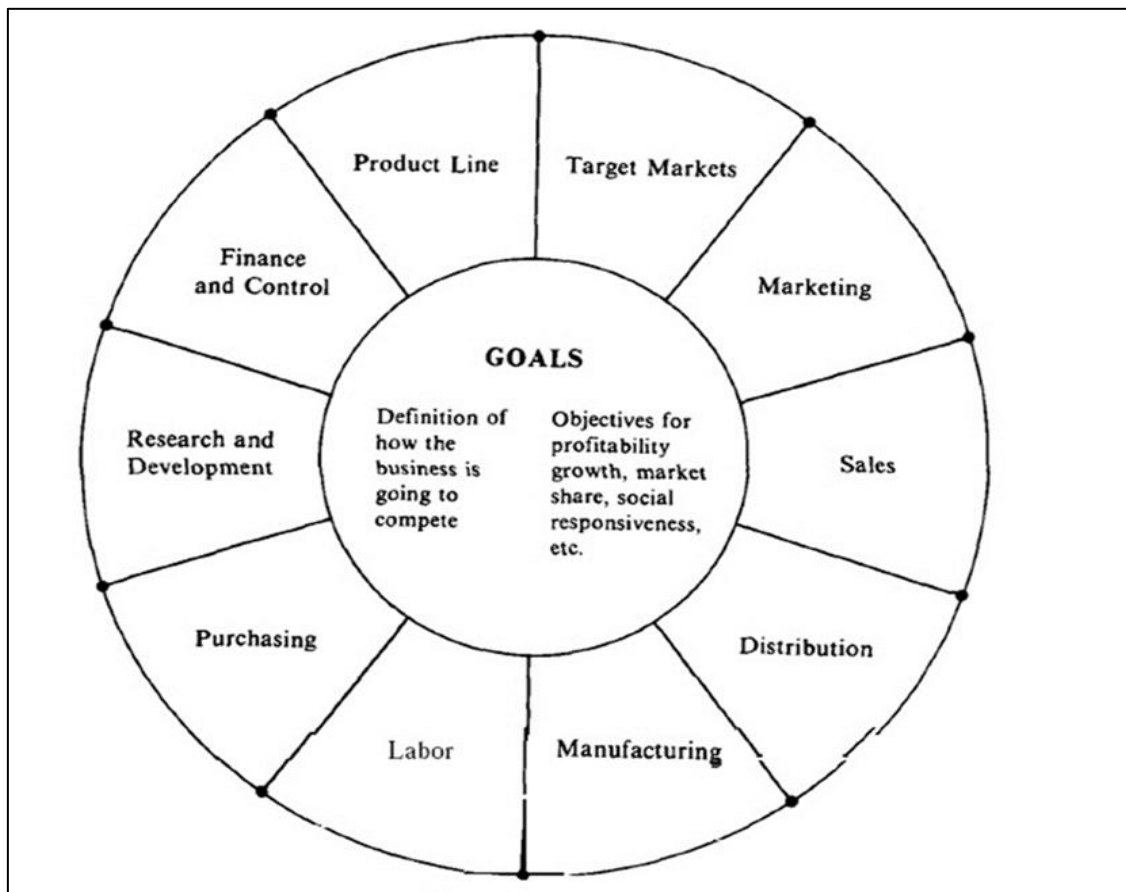 Product Line
Target Markets
Marketing
Sales
Distribution
Manufacturing
Labor
Purchasing
Research and
Development
Finance
and Control
GOALS
Definition of
how the
business is
going to
compete
Objectives for
profitability
growth, market
share, social
responsiveness,
etc.